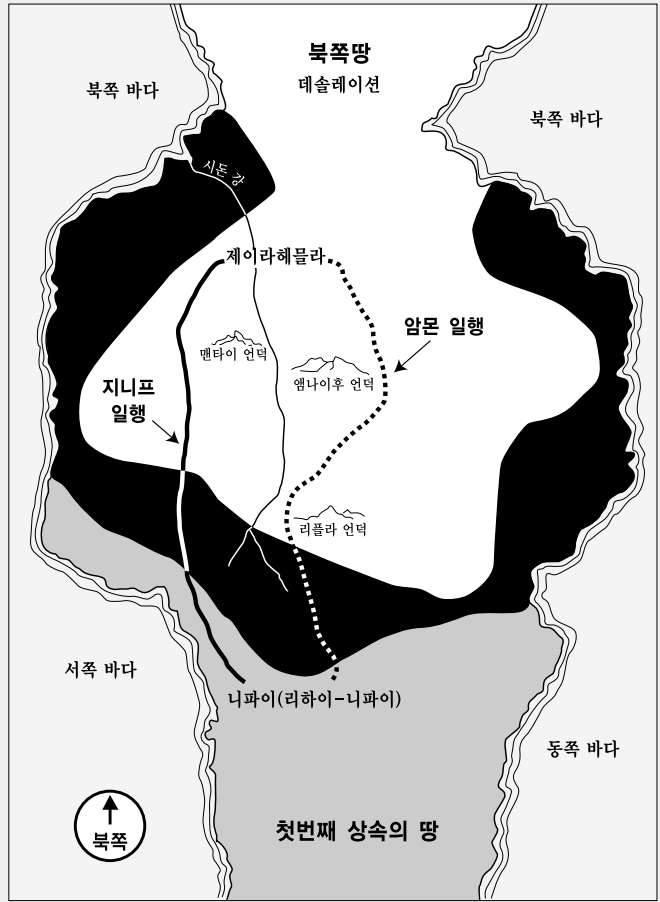 북쪽땅
데솔레이션
북쪽 바다
북쪽 바다
시돈 강
제이라헤믈라
암몬 일행
맨타이 언덕
앰나이후 언덕
지니프
일행
리플라 언덕
서쪽 바다
니파이(리하이-니파이)
동쪽 바다
첫번째 상속의 땅
북쪽